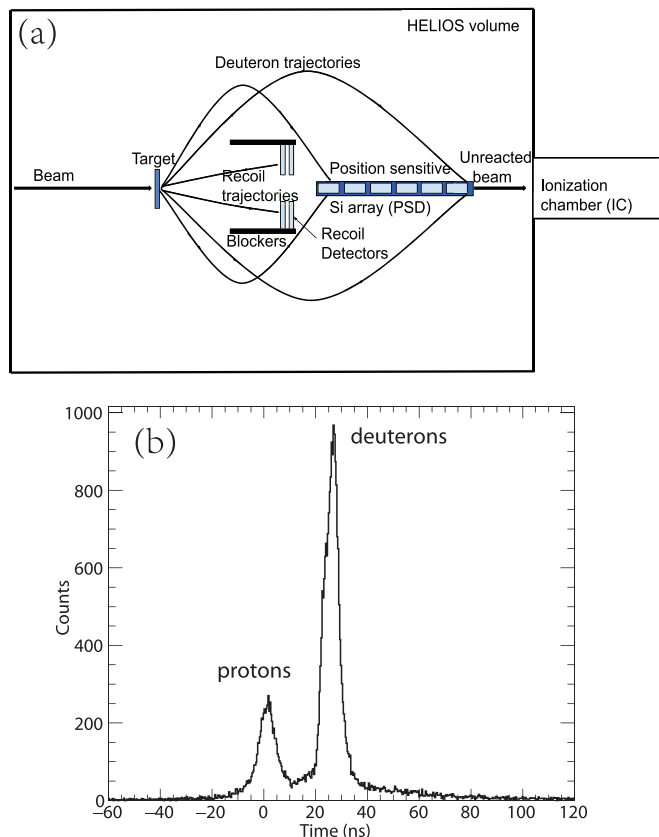 (a)
HELIOS volume
Deuteron trajectories
Target
Beam
Recoil
trajectories
Position sensitive
Unreacted
beam
Ionization
chamber (IC)
Si array (PSD)
Blockers
Recoil
Detectors
(b)
deuterons
protons
Counts
1000
800
600
400
200
0
−60 −40 −20 0 20 40 60 80 100 120
Time (ns)